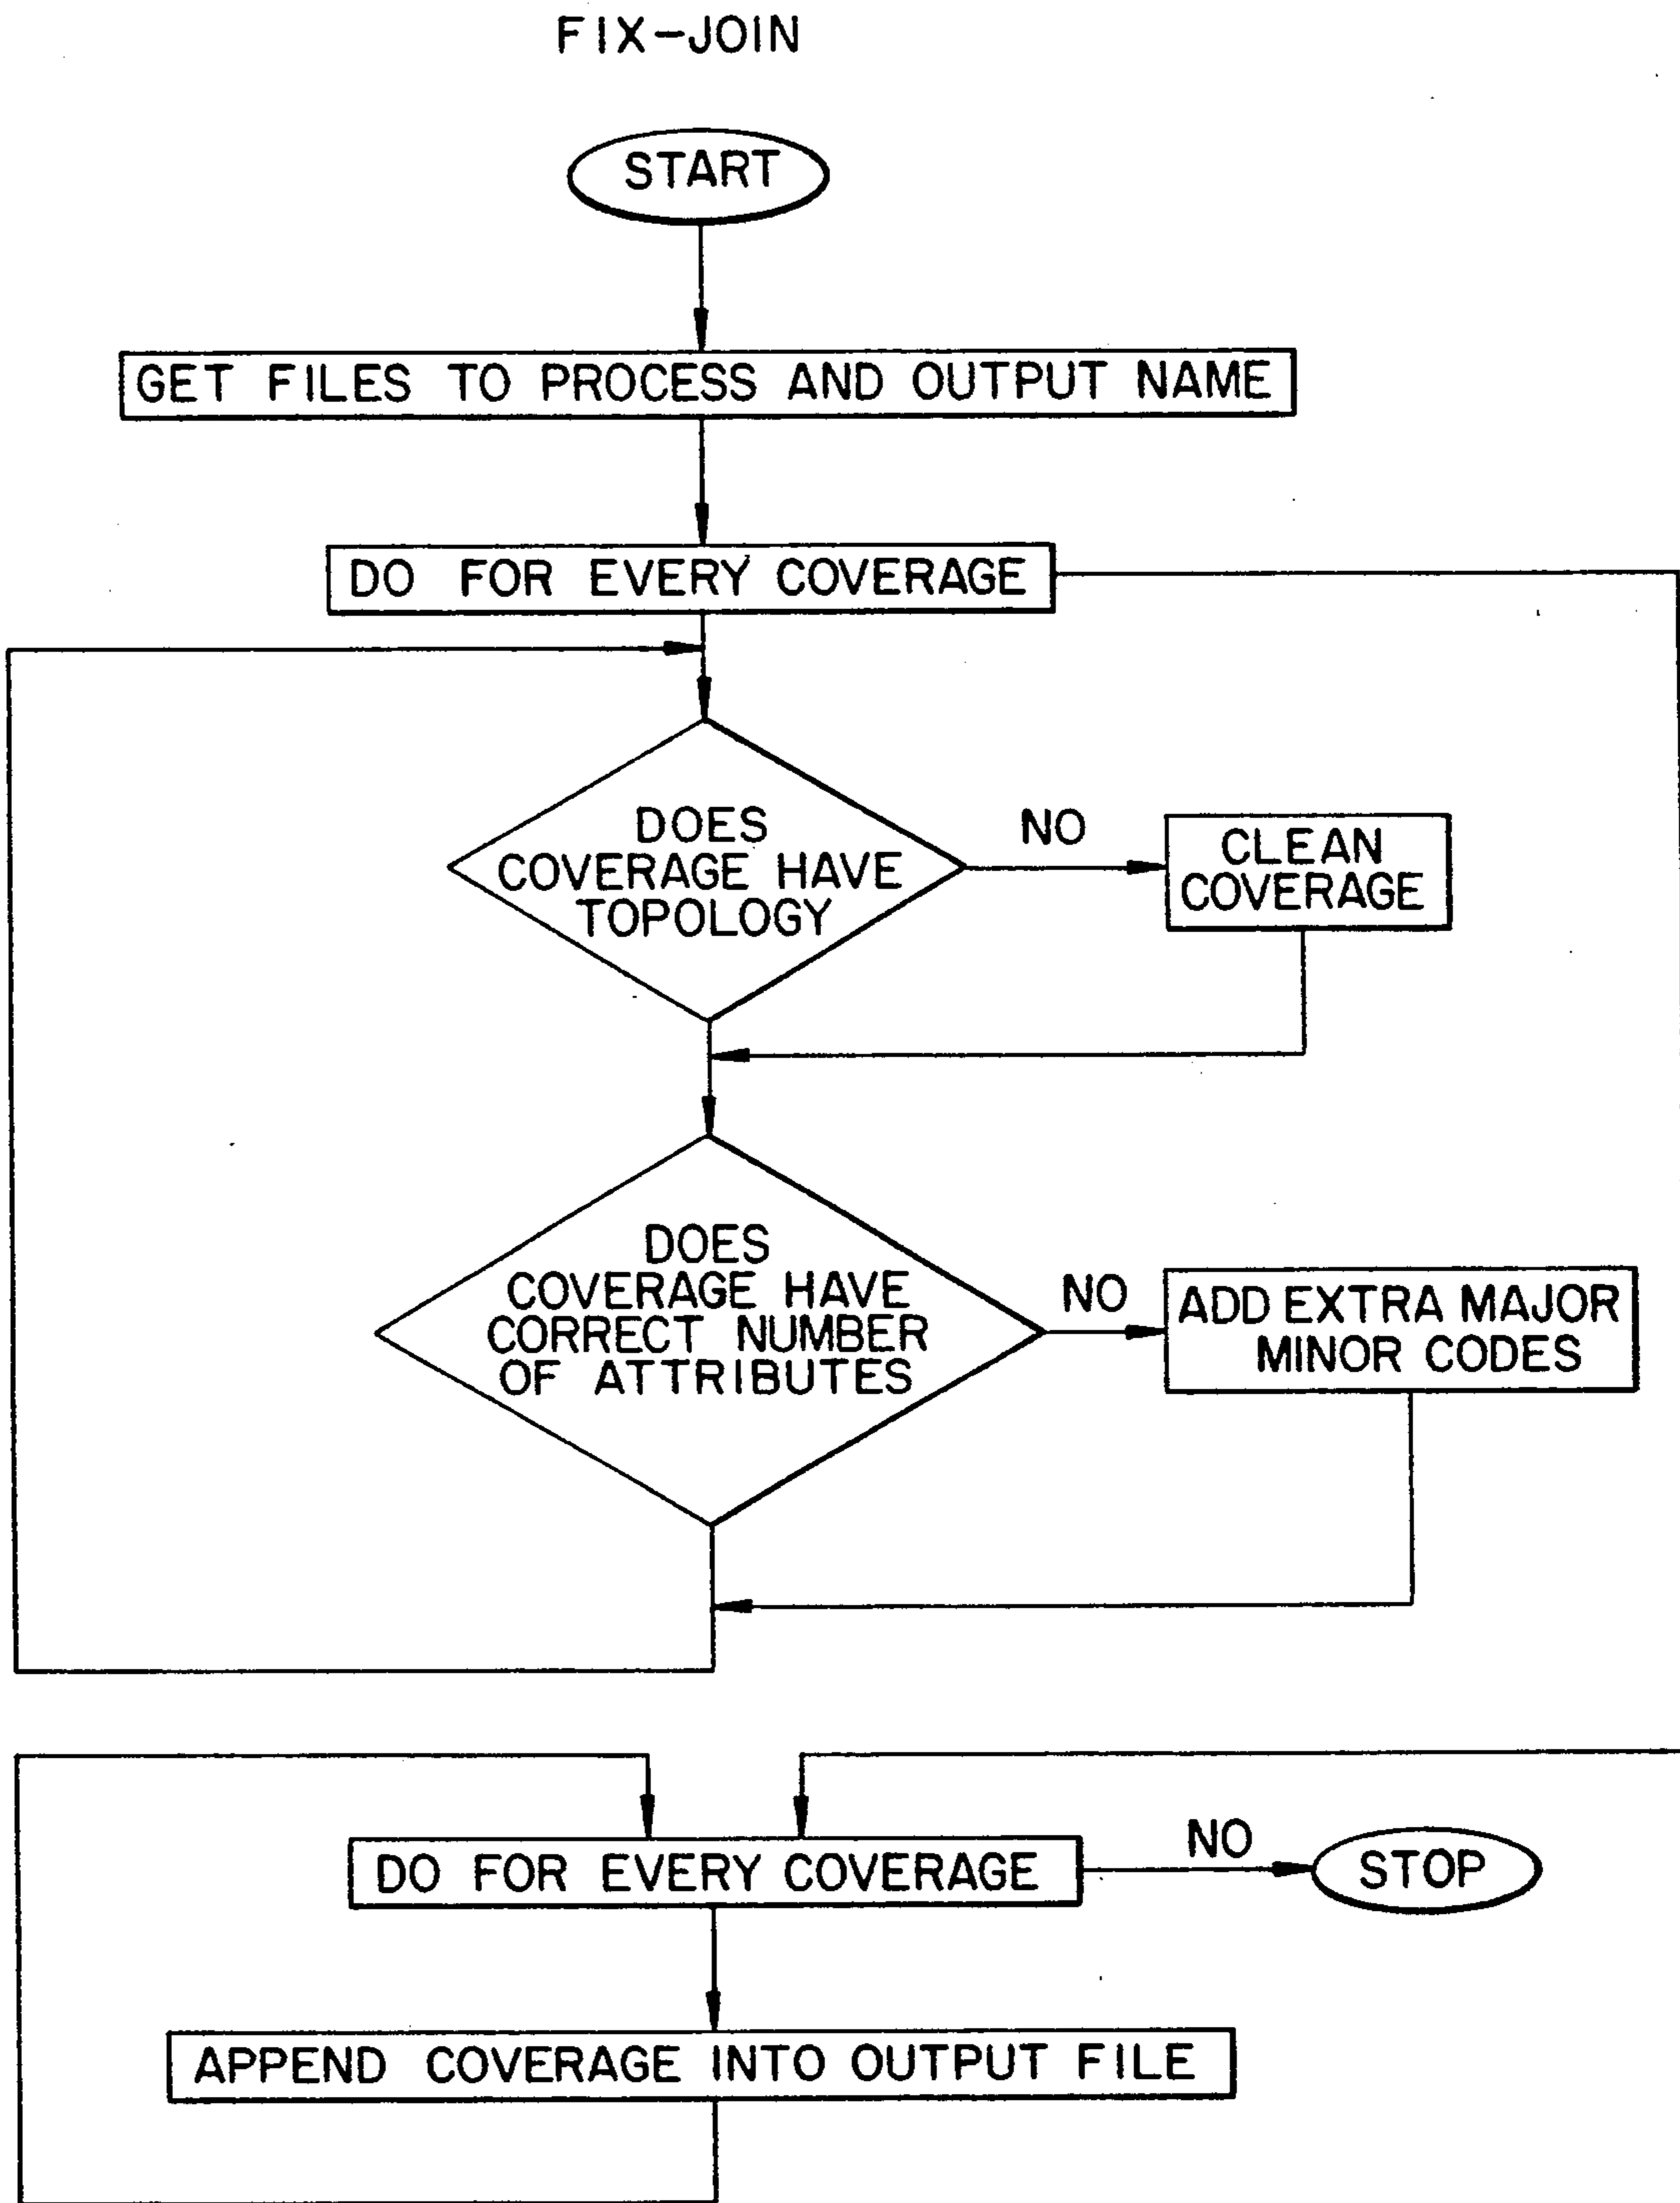 FIX-JOIN
START
GET FILES TO PROCESS AND OUTPUT NAME
DO FOR EVERY COVERAGE
DOES
COVERAGE HAVE
TOPOLOGY
NO
CLEAN
COVERAGE
DOES
COVERAGE HAVE
CORRECT NUMBER
OF ATTRIBUTES
NO
ADD EXTRA MAJOR
MINOR CODES
DO FOR EVERY COVERAGE
NO
STOP
APPEND COVERAGE INTO OUTPUT FILE